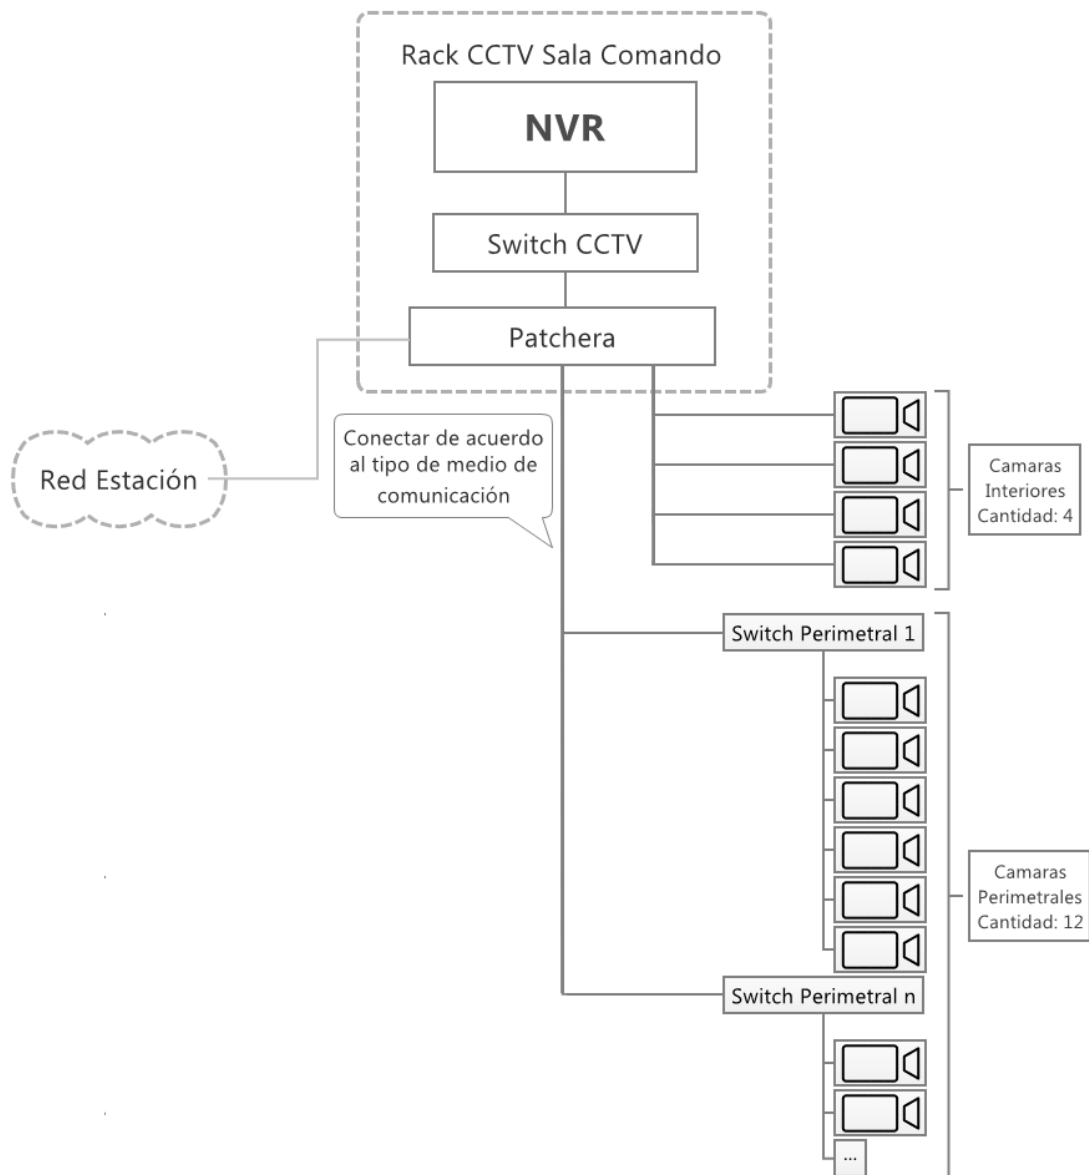 Rack CCTV Sala Comando
NVR
Switch CCTV
Patchera
Conectar de acuerdo
al tipo de medio de
comunicación
Red Estación
Camaras
Interiores
Cantidad: 4
Switch Perimetral 1
Camaras
Perimetrales
Cantidad: 12
Switch Perimetral n
...